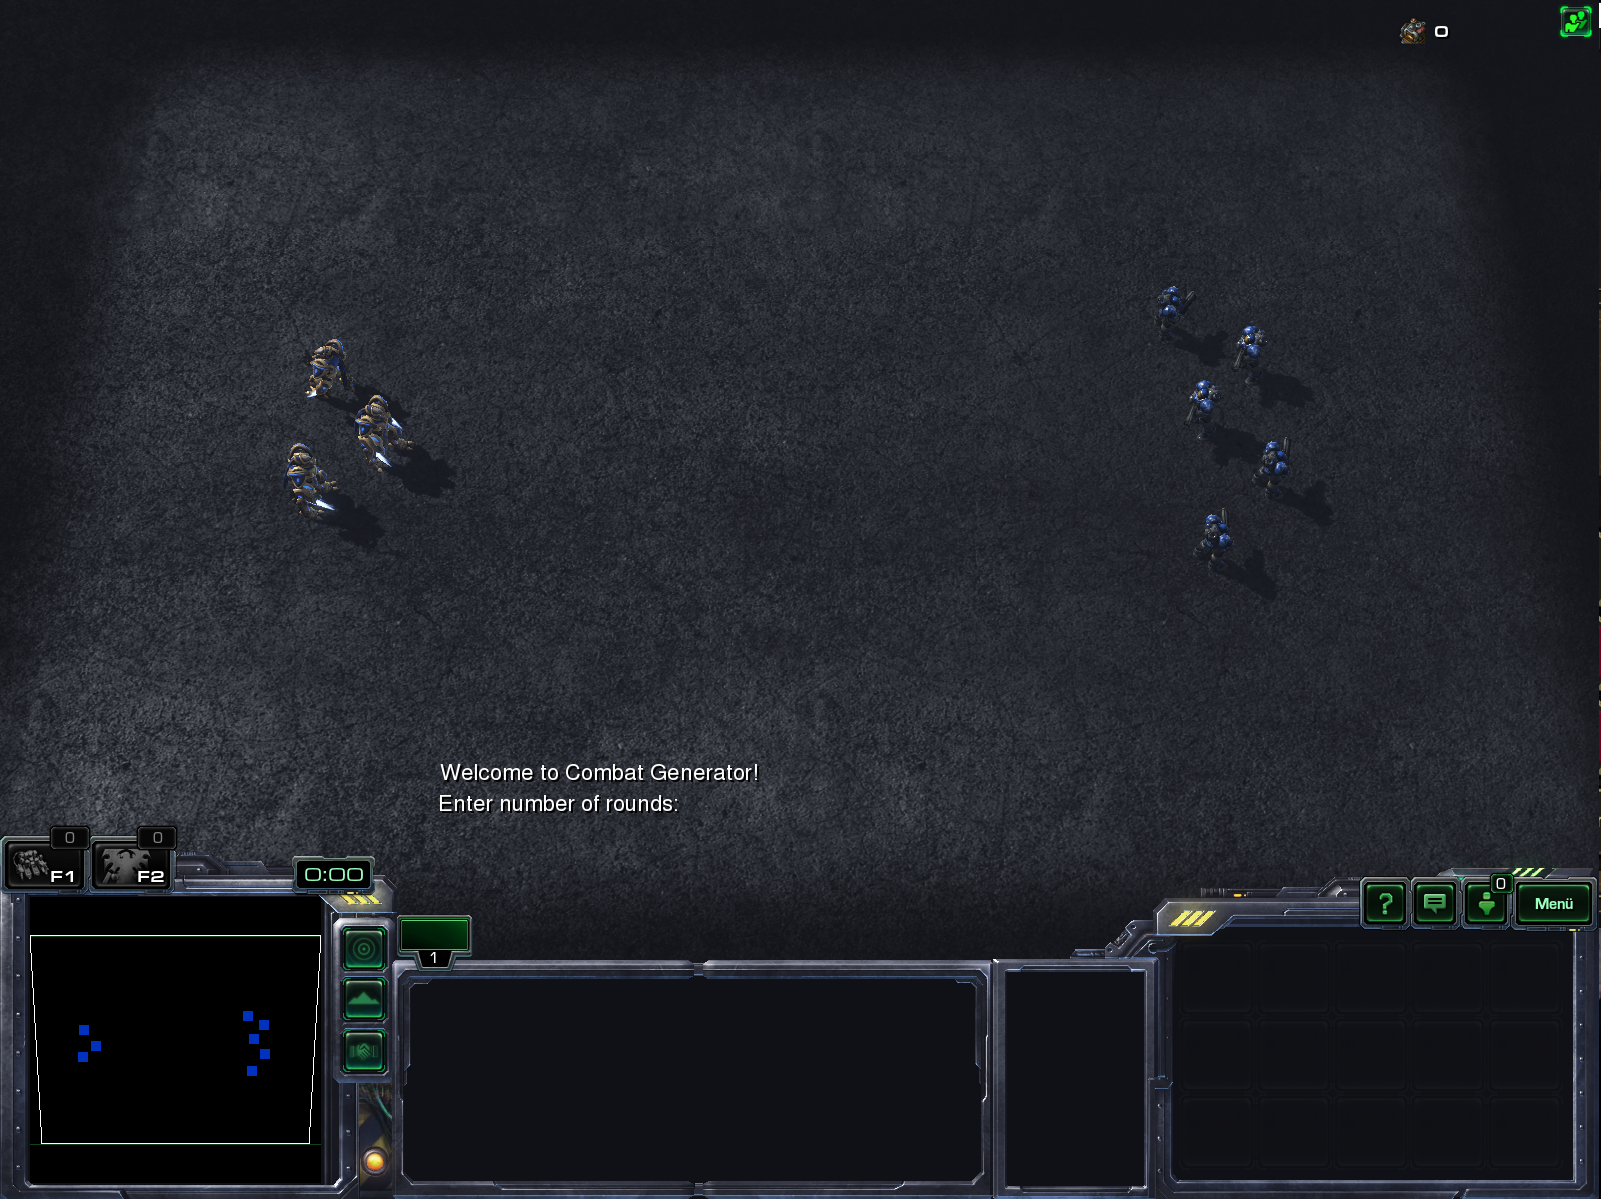 0
Welcome to Combat Generator!
Enter number of rounds:
0
0
F1
F2
0:00
0
?
Menü
1